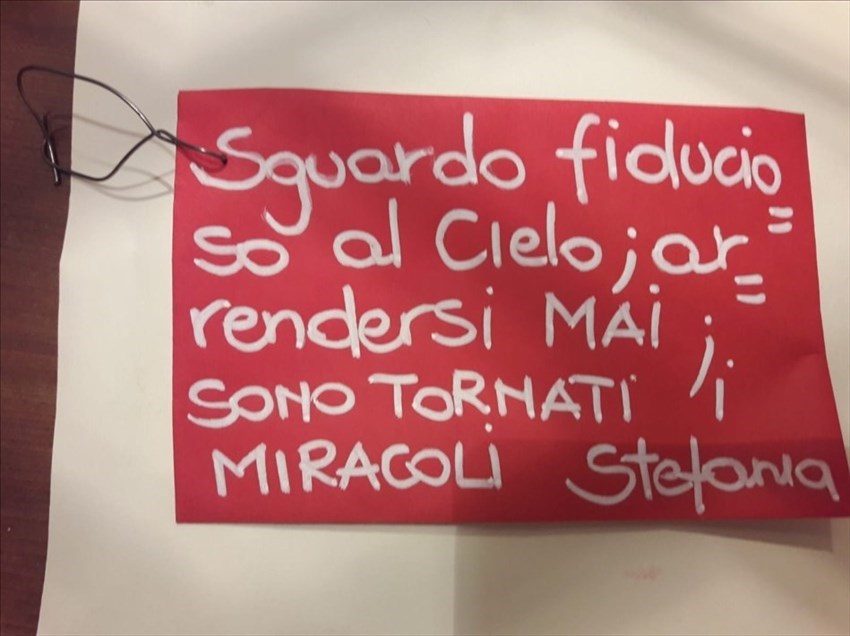 Sguardo fiducio=
so al Cielo; ar=
rendersi MAi ;
SONO TORNATI i
MIRACOLi Stefania